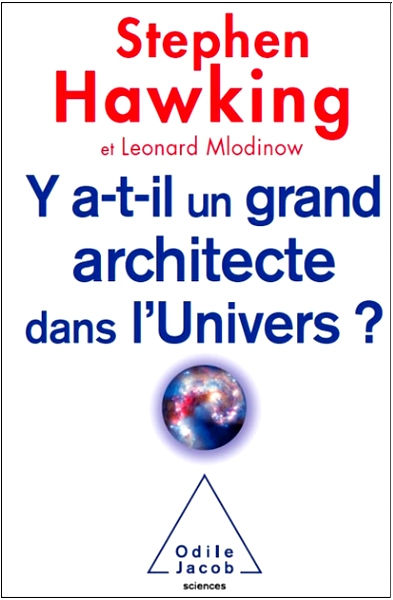 Stephen
Hawking
et Leonard Mlodinow
Y a-t-il un grand
architecte
dans l'Univers ?
Odile
Jacob
sciences